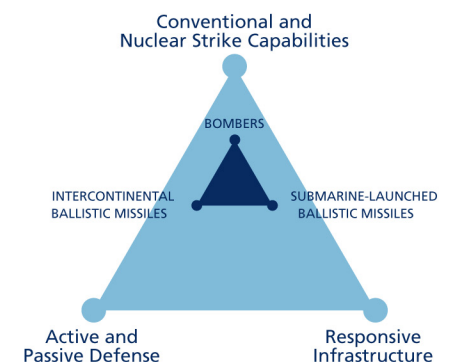 Conventional and
Nuclear Strike Capabilities
BOMBERS
INTERCONTINENTAL
BALLISTIC MISSILES
SUBMARINE-LAUNCHED
BALLISTIC MISSILES
Active and
Passive Defense
Responsive
Infrastructure